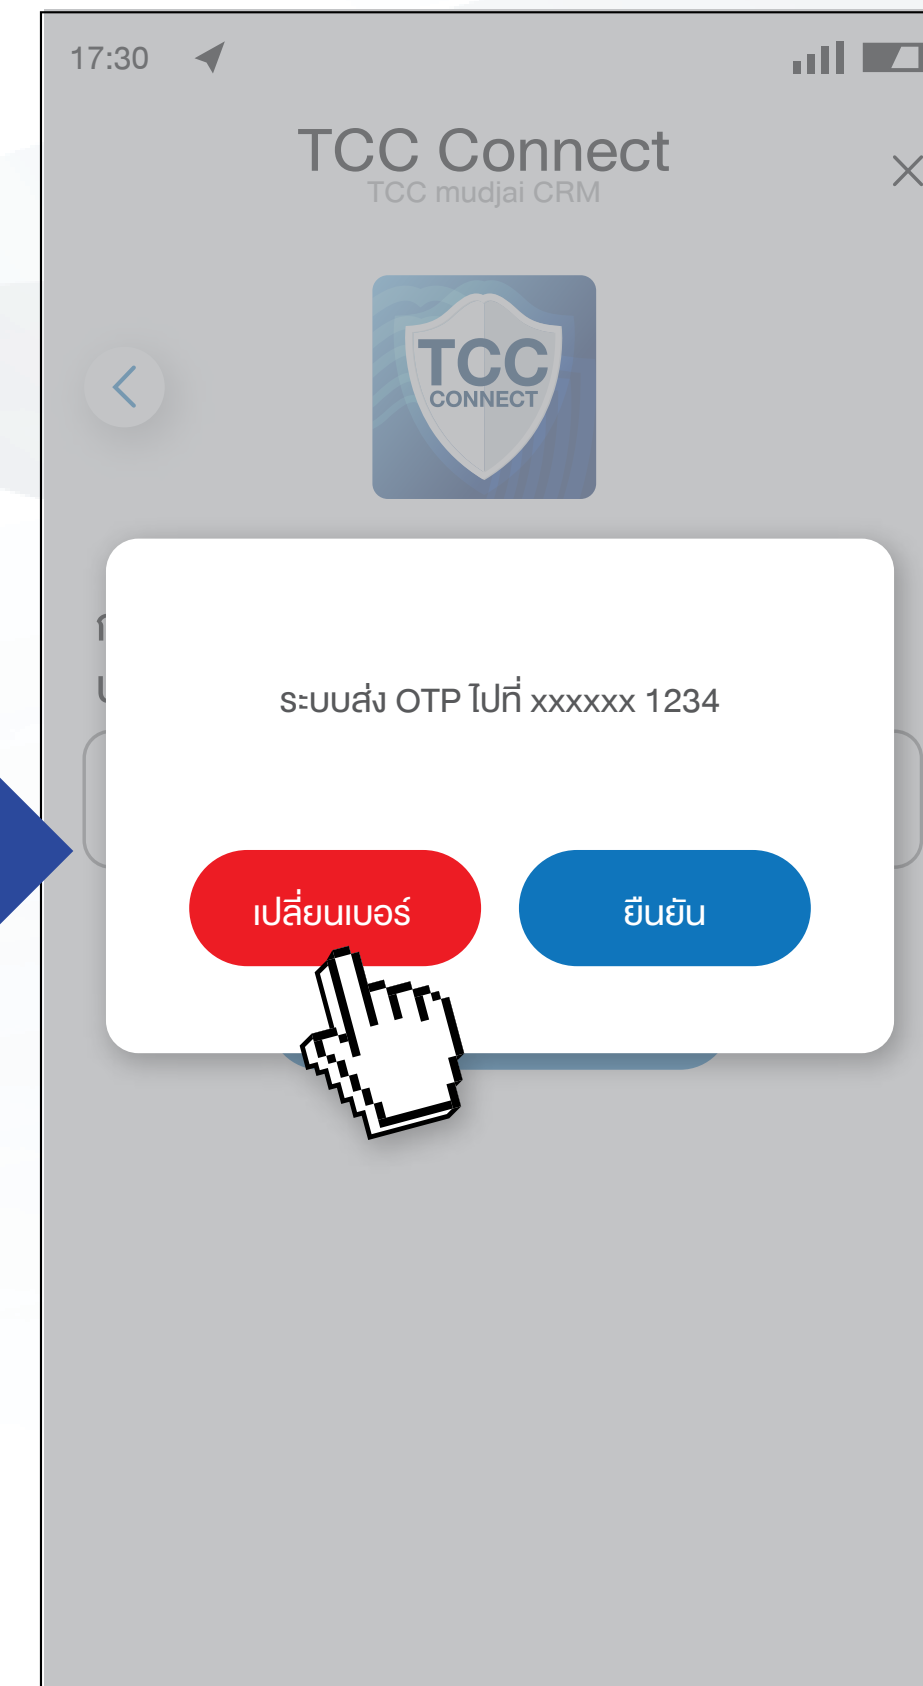 17:30
TCC Connect
TCC mudjai CRM
TCC
CONNECT
ระบบส่ง OTP ไปที่ xxxxxx 1234
เปลี่ยนเบอร์
ยืนยัน